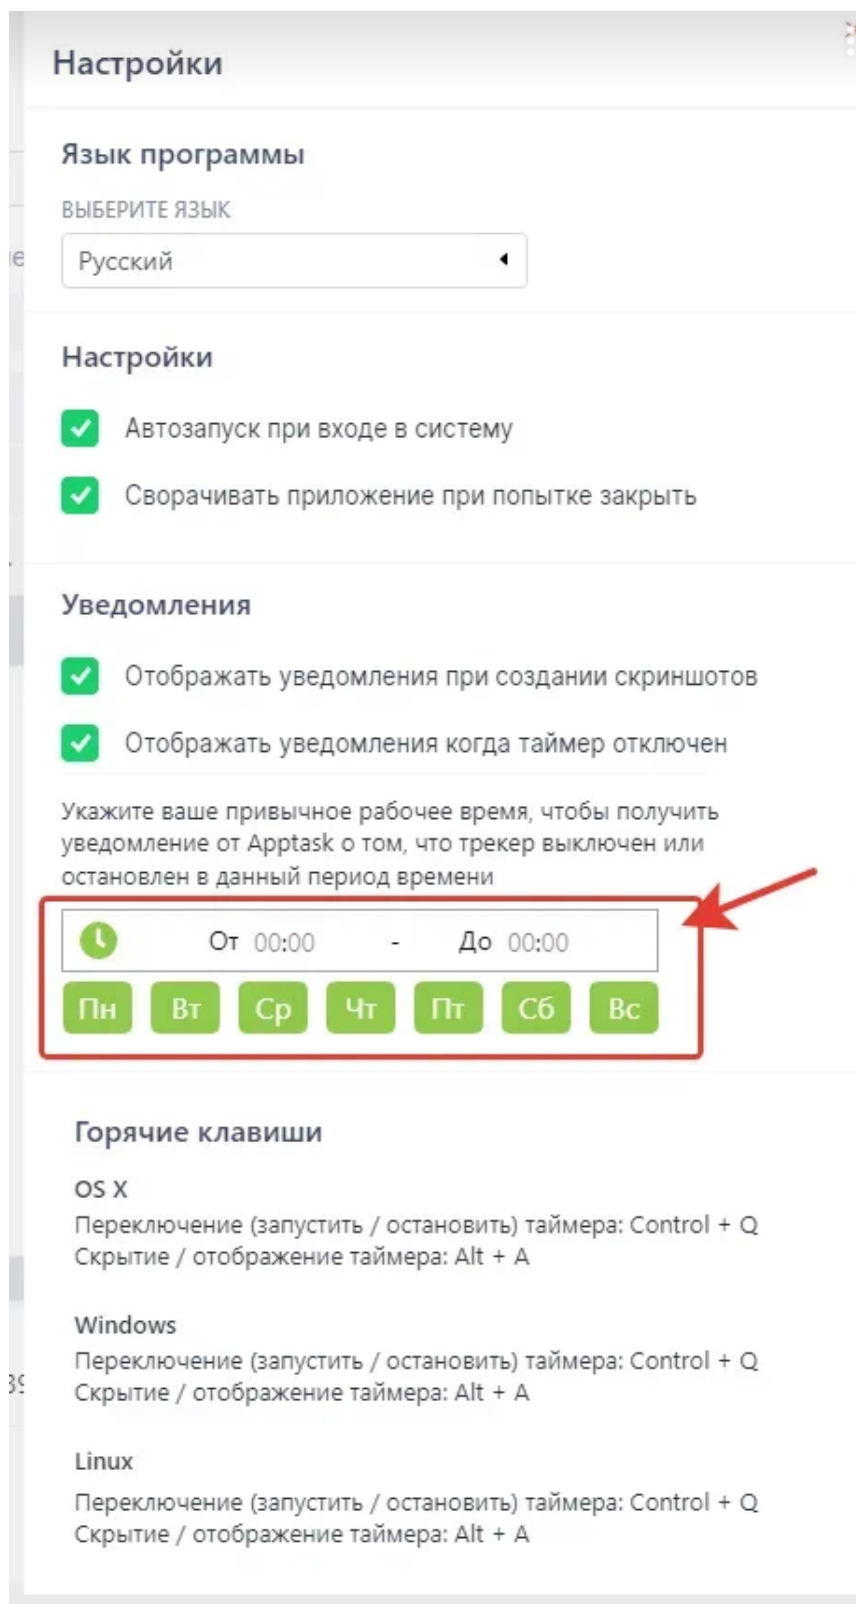 Настройки
Язык программы
ВЫБЕРИТЕ ЯЗЫК
Русский
Настройки
Автозапуск при входе в систему
Сворачивать приложение при попытке закрыть
Уведомления
Отображать уведомления при создании скриншотов
Отображать уведомления когда таймер отключен
Укажите ваше привычное рабочее время, чтобы получить
уведомление от Apptask о том, что трекер выключен или
остановлен в данный период времени
От 00:00 - До 00:00
Пн Вт Ср Чт Пт Сб Вс
Горячие клавиши
OS X
Переключение (запустить / остановить) таймера: Control + Q
Скрытие / отображение таймера: Alt + A
Windows
Переключение (запустить / остановить) таймера: Control + Q
Скрытие / отображение таймера: Alt + A
Linux
Переключение (запустить / остановить) таймера: Control + Q
Скрытие / отображение таймера: Alt + A